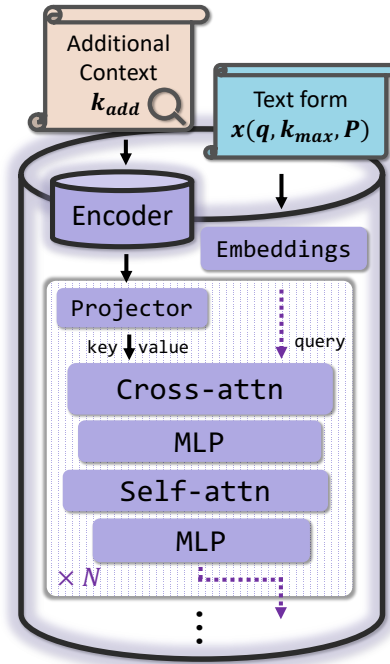 Additional
Context
k_add
Text form
x(q, k_max, P)
Encoder
Embeddings
Projector
key value
query
Cross-attn
MLP
Self-attn
MLP
× N